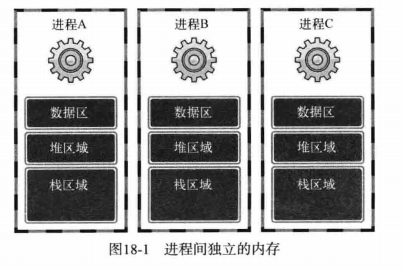 进程A 进程B 进程C
数据区 数据区 数据区
堆区域 堆区域 堆区域
栈区域 栈区域 栈区域
图18-1 进程间独立的内存